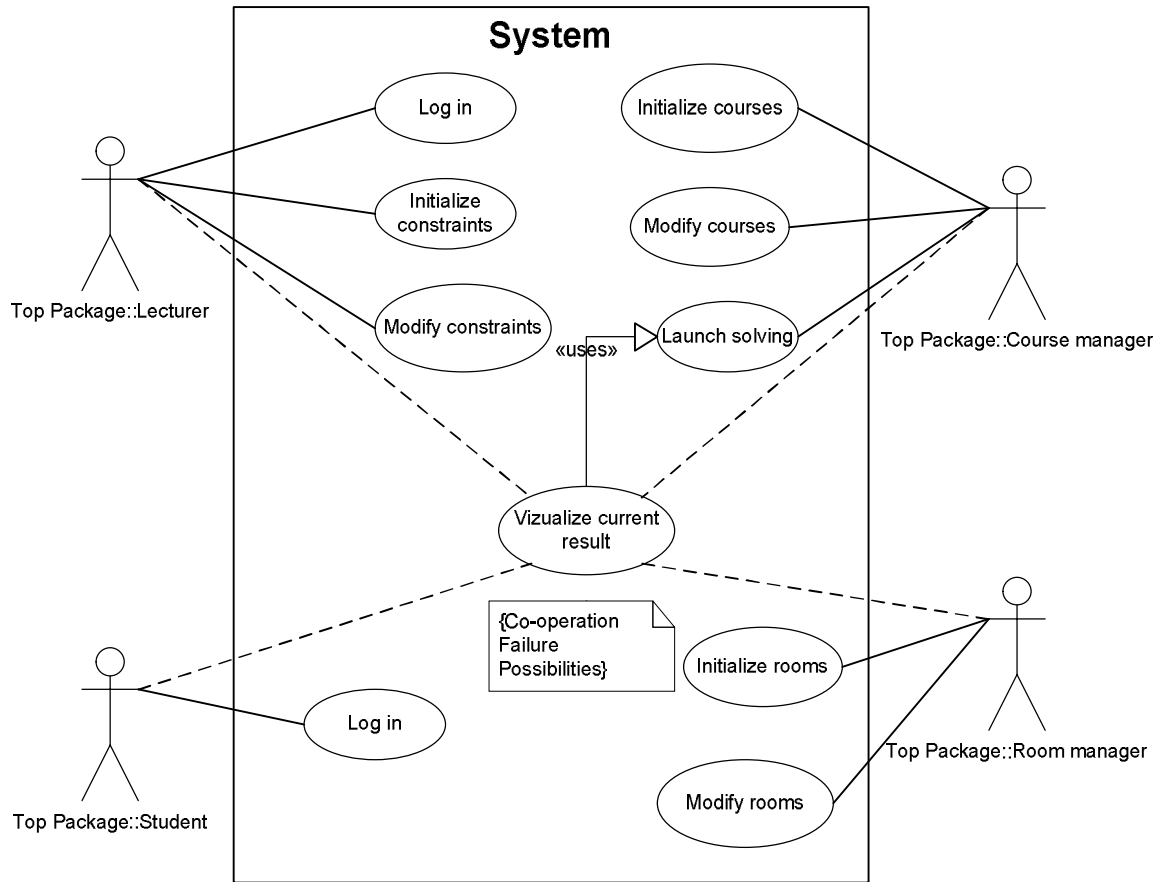 System
Log in
Initialize courses
Initialize
constraints
Modify courses
Top Package::Lecturer
Modify constraints
«uses»
Launch solving
Top Package::Course manager
Vizualize current
result
{Co-operation
Failure
Possibilities}
Initialize rooms
Log in
Top Package::Room manager
Modify rooms
Top Package::Student